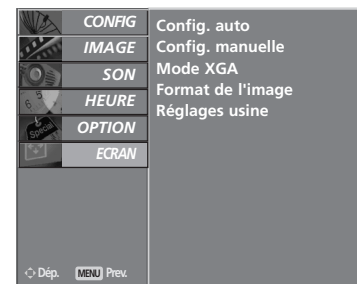 CONFIG
IMAGE
SON
HEURE
OPTION
ECRAN
Config. auto
Config. manuelle
Mode XGA
Format de l'image
Réglages usine
Special
Dép. MENU Prev.